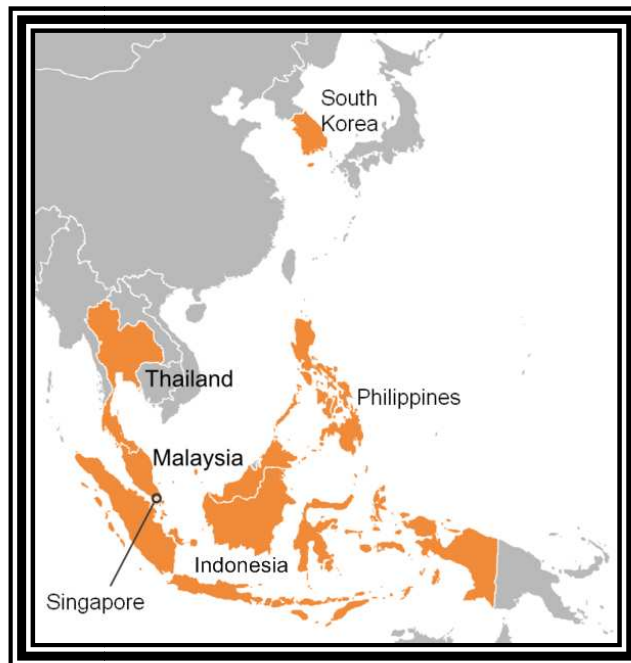 South
Korea
Thailand
Philippines
Malaysia
Indonesia
Singapore